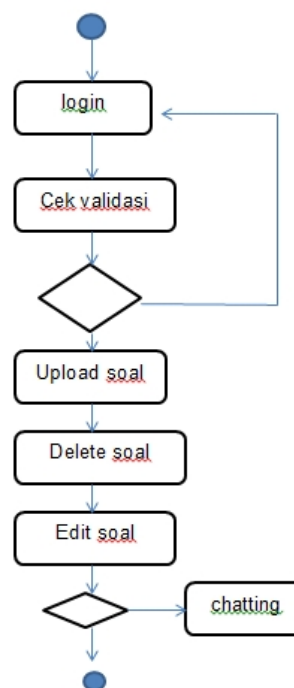 login
Cek validasi
Upload soal
Delete soal
Edit soal
chatting